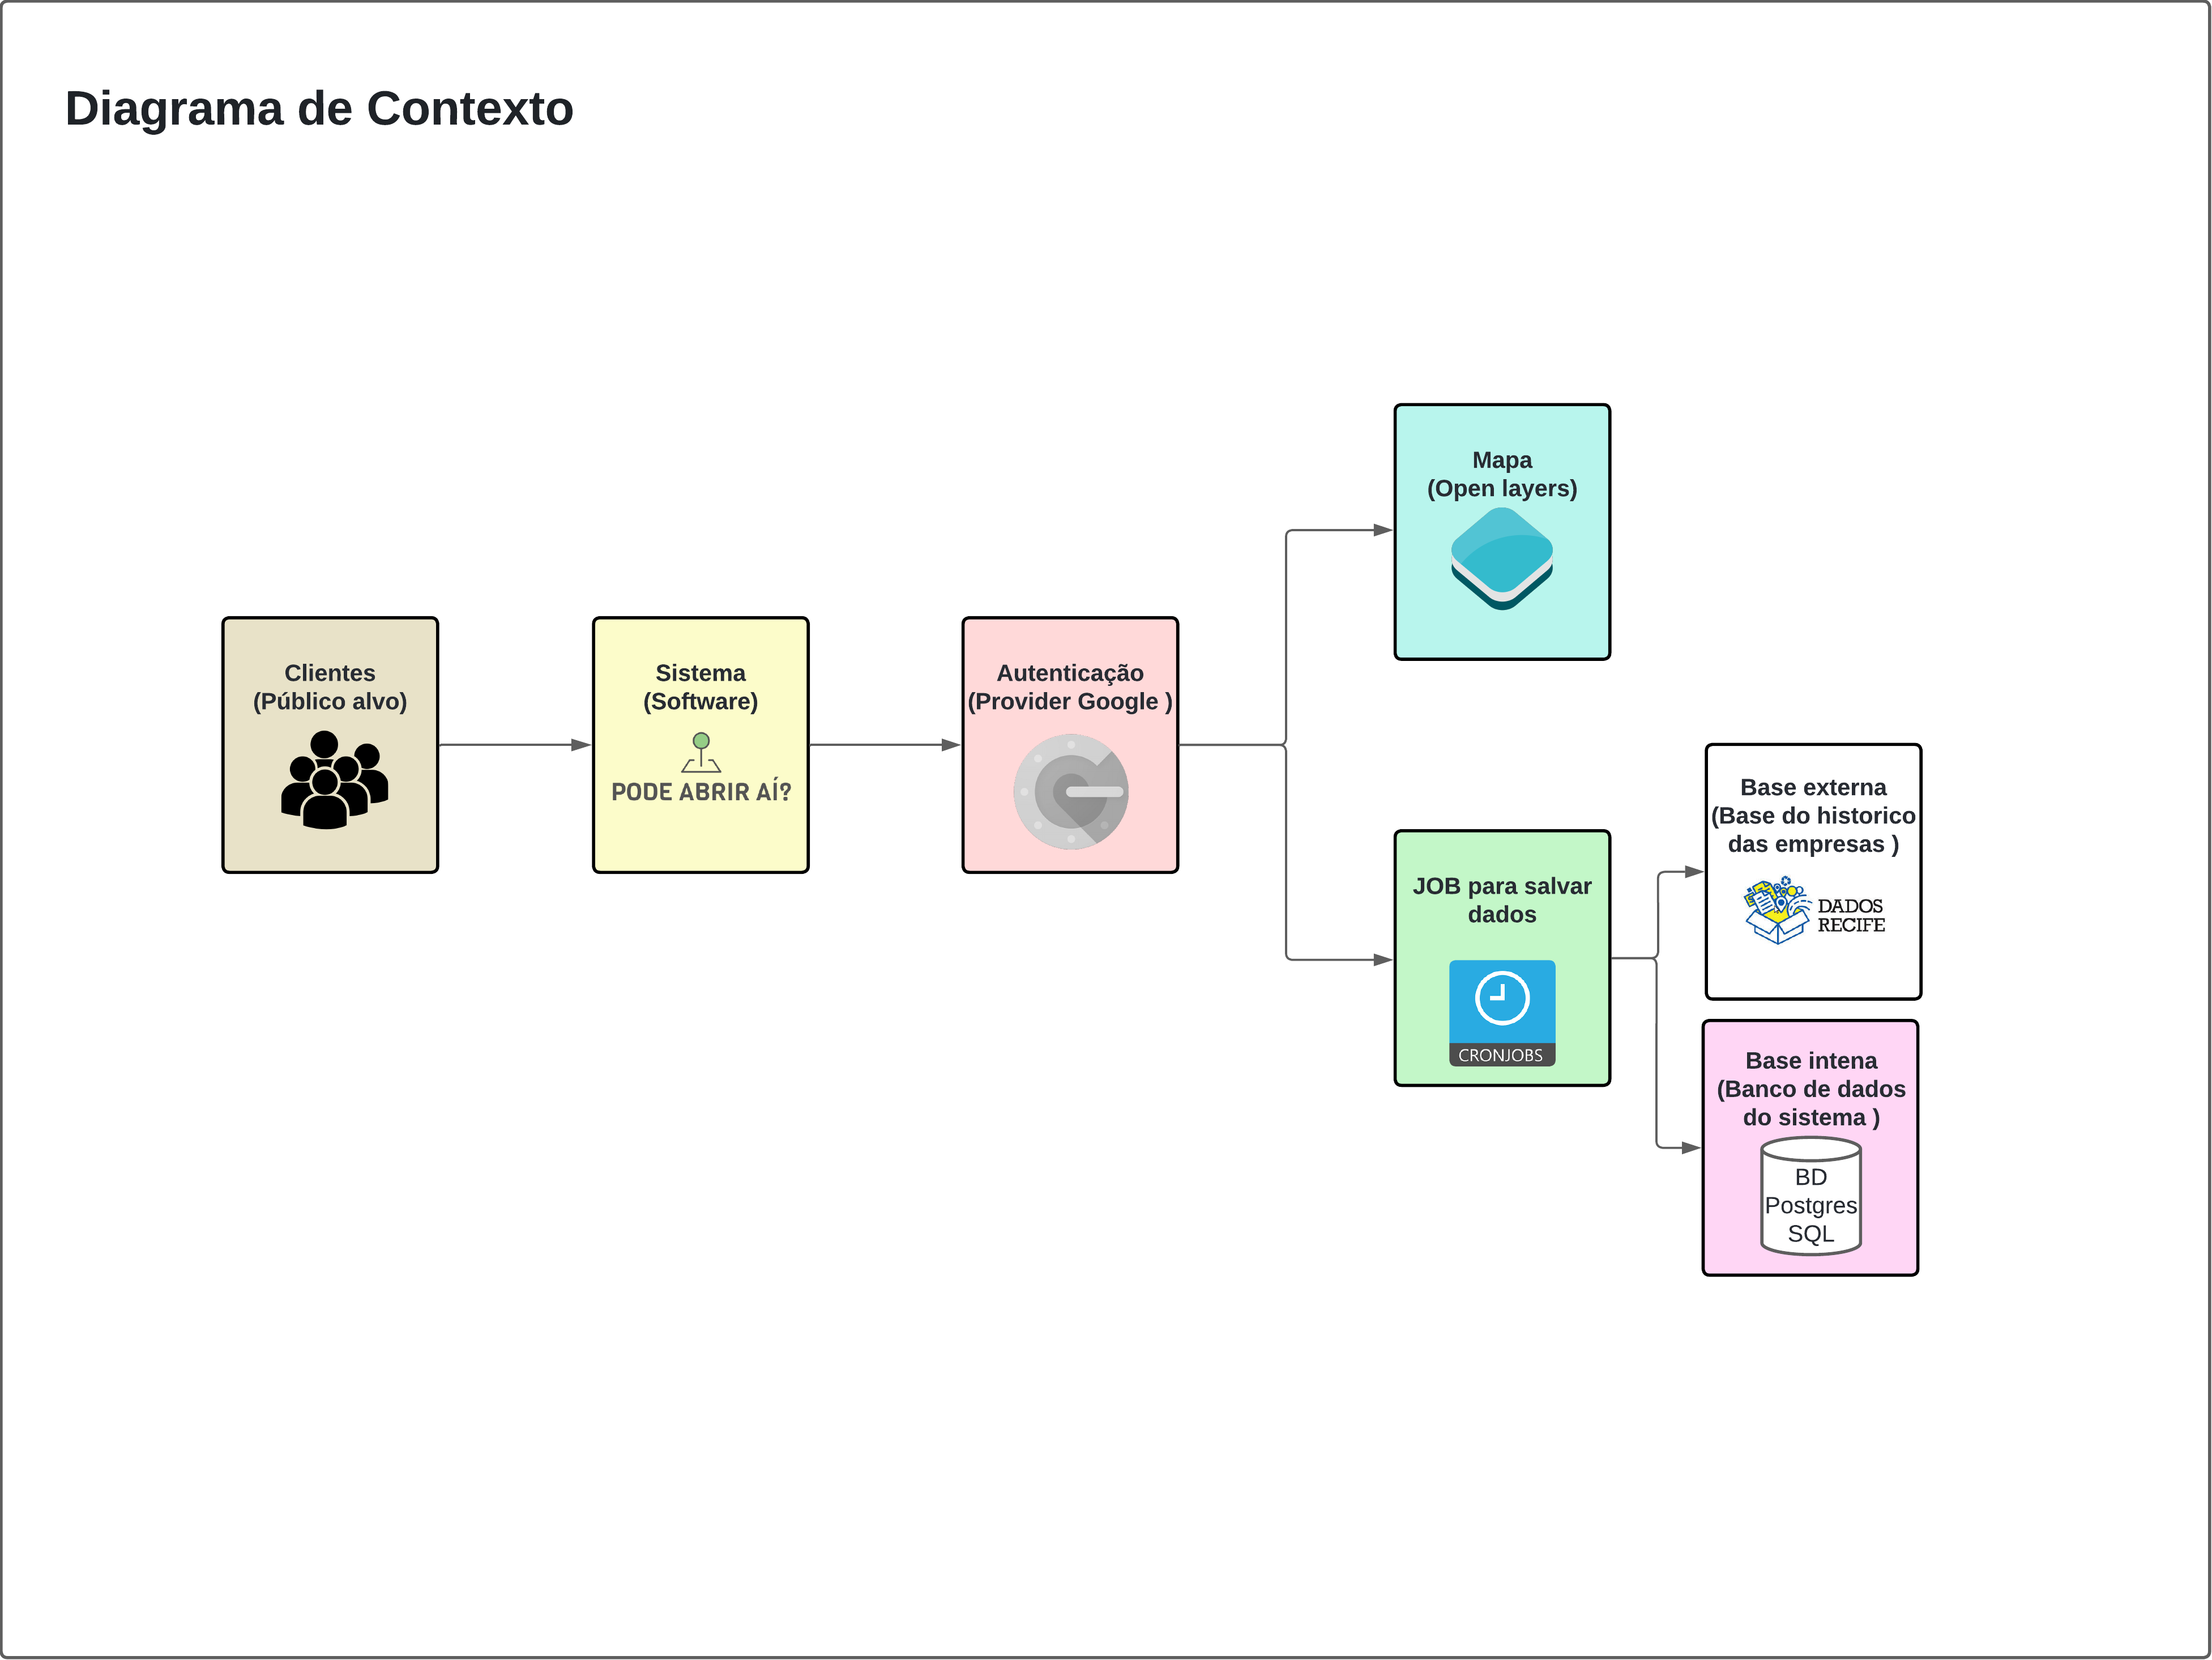 Diagrama de Contexto
Clientes
(Público alvo)
Sistema
(Software)
PODE ABRIR AÍ?
Autenticação
(Provider Google )
Mapa
(Open layers)
JOB para salvar
dados
CRONJOBS
Base externa
(Base do historico
das empresas )
DADOS
RECIFE
Base intena
(Banco de dados
do sistema )
BD
Postgres
SQL